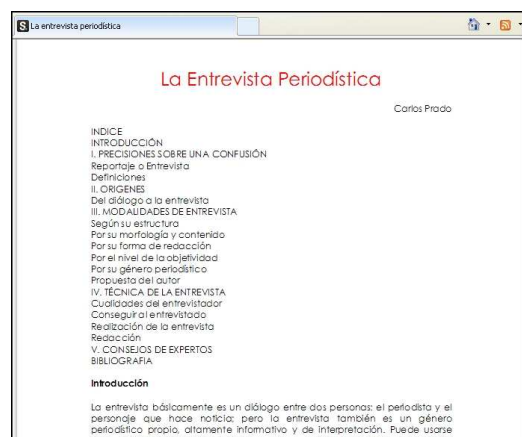 La entrevista periodística
La Entrevista Periodística
Carlos Prado
INDICE
INTRODUCCIÓN
I. PRECISIONES SOBRE UNA CONFUSIÓN
Reportaje o Entrevista
Definiciones
II. ORIGENES
Del diálogo a la entrevista
III. MODALIDADES DE ENTREVISTA
Según su estructura
Por su morfología y contenido
Por su forma de redacción
Por el nivel de la objetividad
Por su género periodístico
Propuesta del autor
IV. TÉCNICA DE LA ENTREVISTA
Cualidades del entrevistador
Conseguir al entrevistado
Realización de la entrevista
Redacción
V. CONSEJOS DE EXPERTOS
BIBLIOGRAFIA
Introducción
La entrevista básicamente es un diálogo entre dos personas: el periodista y el
personaje que hace noticia; pero la entrevista también es un género
periodístico propio, altamente informativo y de interpretación. Puede usarse